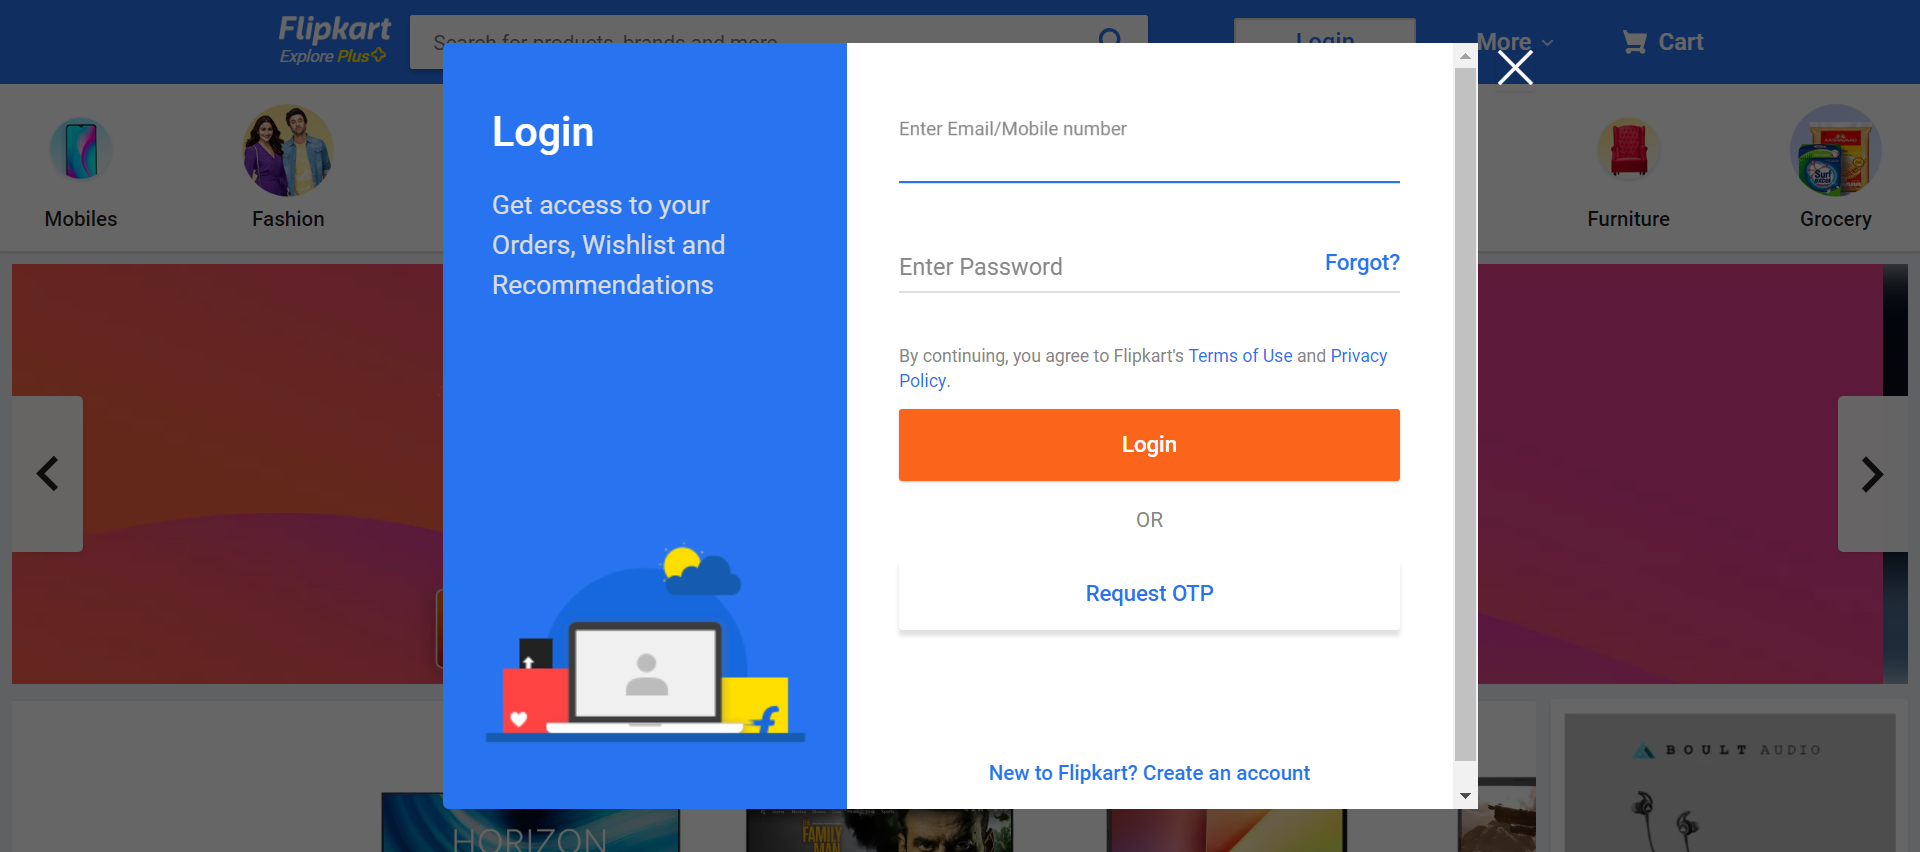 Flipkart
Explore Plus
Search for products, brands and more
Login
More
Cart
Mobiles
Fashion
Furniture
Grocery
Surf excel
Login
Get access to your
Orders, Wishlist and
Recommendations
Enter Email/Mobile number
Enter Password
Forgot?
By continuing, you agree to Flipkart's Terms of Use and Privacy
Policy.
Login
OR
Request OTP
New to Flipkart? Create an account
BOULT AUDIO
HORIZON
THE
FAMILY
MAN